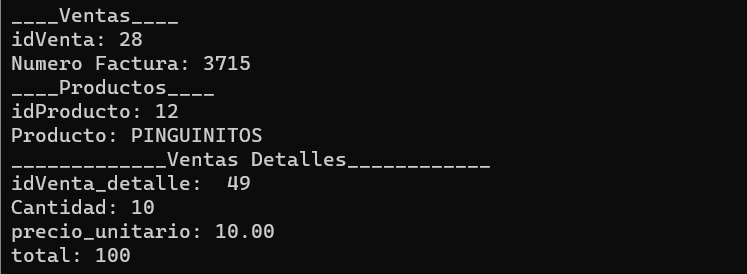 ____Ventas____
idVenta: 28
Numero Factura: 3715
____Productos____
idProducto: 12
Producto: PINGUINITOS
_____________Ventas Detalles____________
idVenta_detalle:  49
Cantidad: 10
precio_unitario: 10.00
total: 100